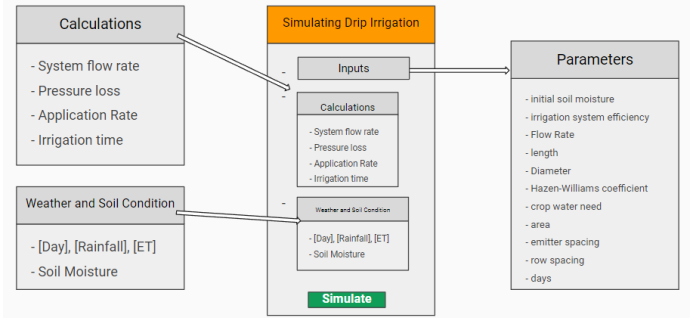 Calculations
- System flow rate
- Pressure loss
- Application Rate
- Irrigation time
Weather and Soil Condition
- [Day], [Rainfall], [ET]
- Soil Moisture
Simulating Drip Irrigation
-
Inputs
-
Calculations
- System flow rate
- Pressure loss
- Application Rate
- Irrigation time
-
Weather and Soil Condition
- [Day], [Rainfall], [ET]
- Soil Moisture
Simulate
Parameters
- initial soil moisture
- irrigation system efficiency
- Flow Rate
- length
- Diameter
- Hazen-Williams coefficient
- crop water need
- area
- emitter spacing
- row spacing
- days